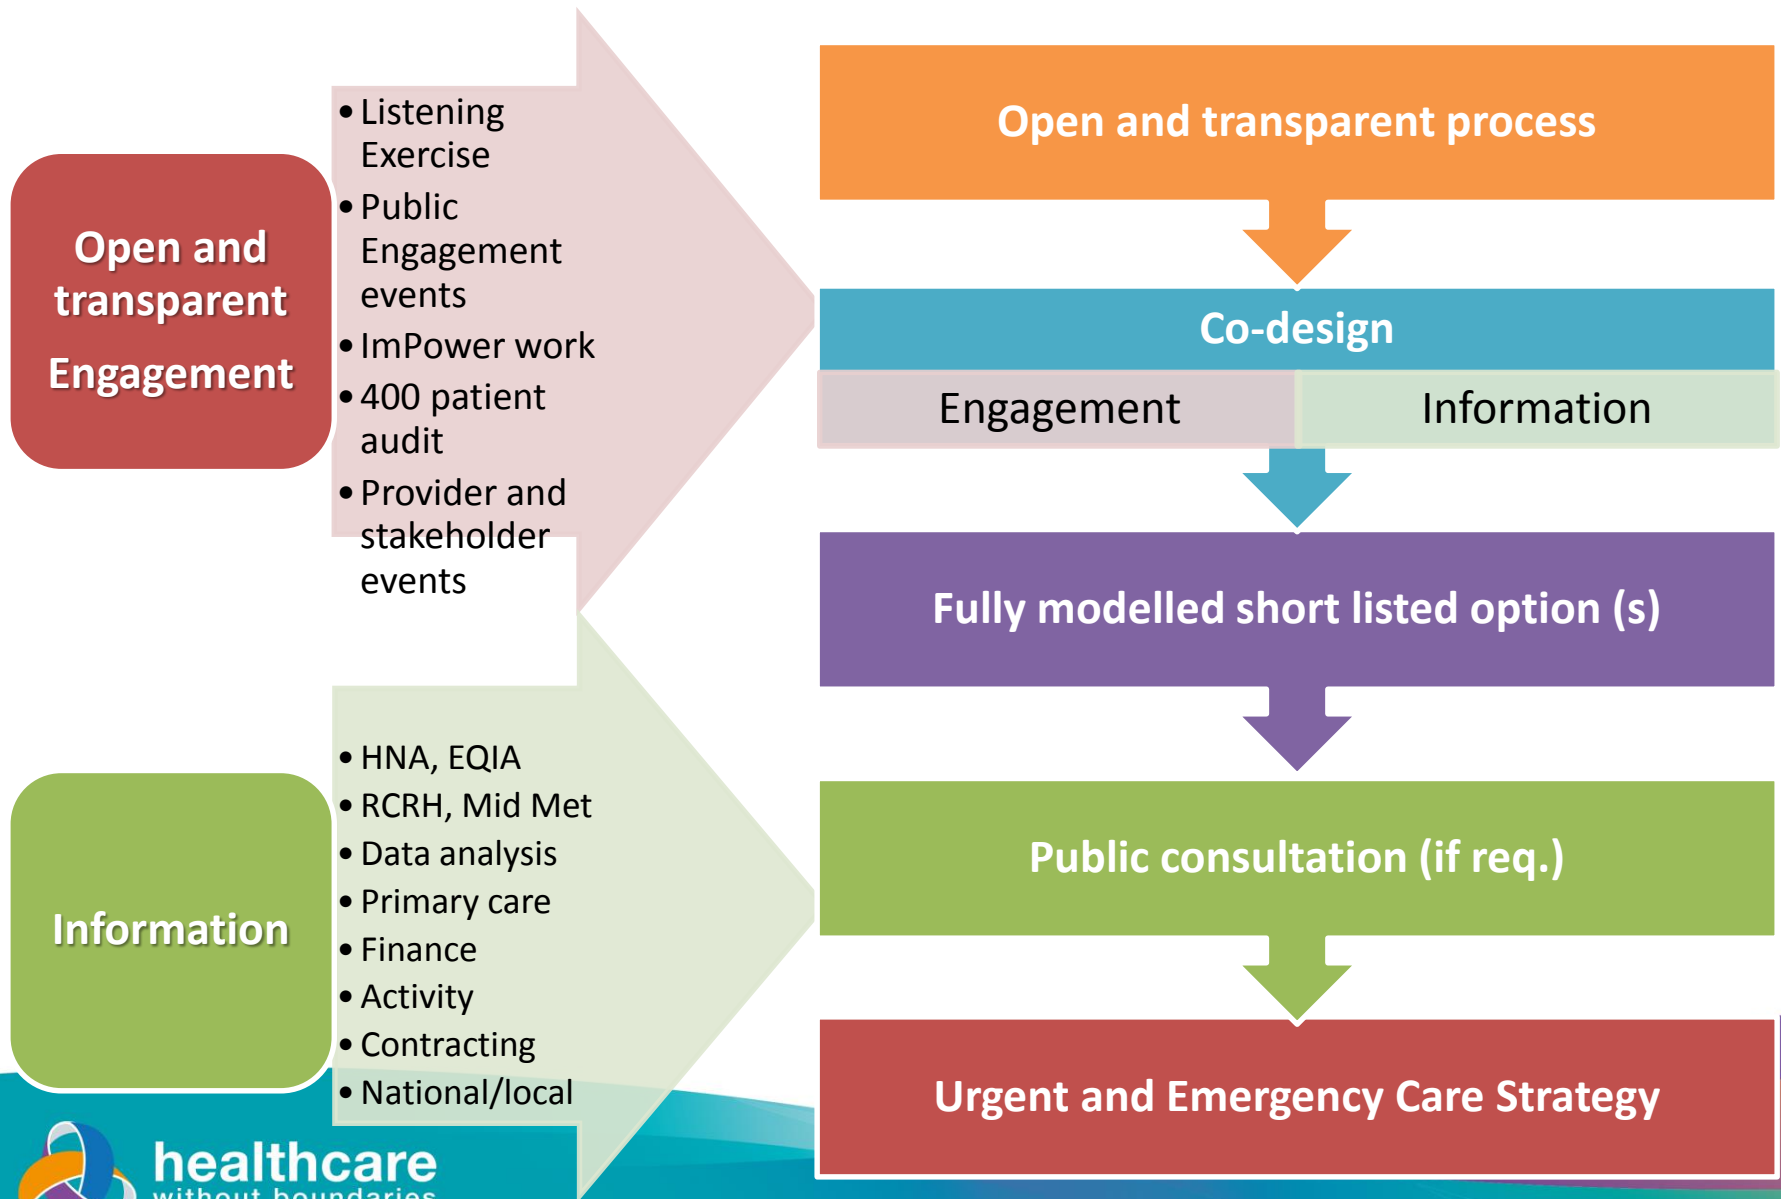 Open and
transparent
Engagement
• Listening
Exercise
• Public
Engagement
events
• ImPower work
• 400 patient
audit
• Provider and
stakeholder
events
Information
• HNA, EQIA
• RCRH, Mid Met
• Data analysis
• Primary care
• Finance
• Activity
• Contracting
• National/local
Open and transparent process
Co-design
Engagement
Information
Fully modelled short listed option (s)
Public consultation (if req.)
Urgent and Emergency Care Strategy
healthcare
without boundaries